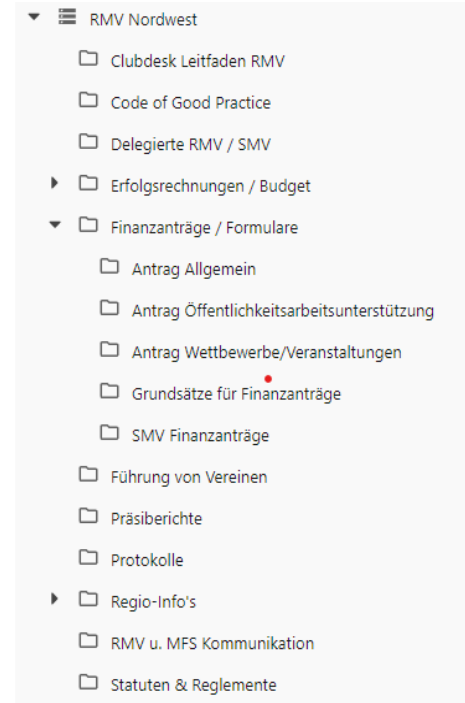 RMV Nordwest
Clubdesk Leitfaden RMV
Code of Good Practice
Delegierte RMV / SMV
Erfolgsrechnungen / Budget
Finanzanträge / Formulare
Antrag Allgemein
Antrag Öffentlichkeitsarbeitsunterstützung
Antrag Wettbewerbe/Veranstaltungen
Grundsätze für Finanzanträge
SMV Finanzanträge
Führung von Vereinen
Präsiberichte
Protokolle
Regio-Info's
RMV u. MFS Kommunikation
Statuten & Reglemente